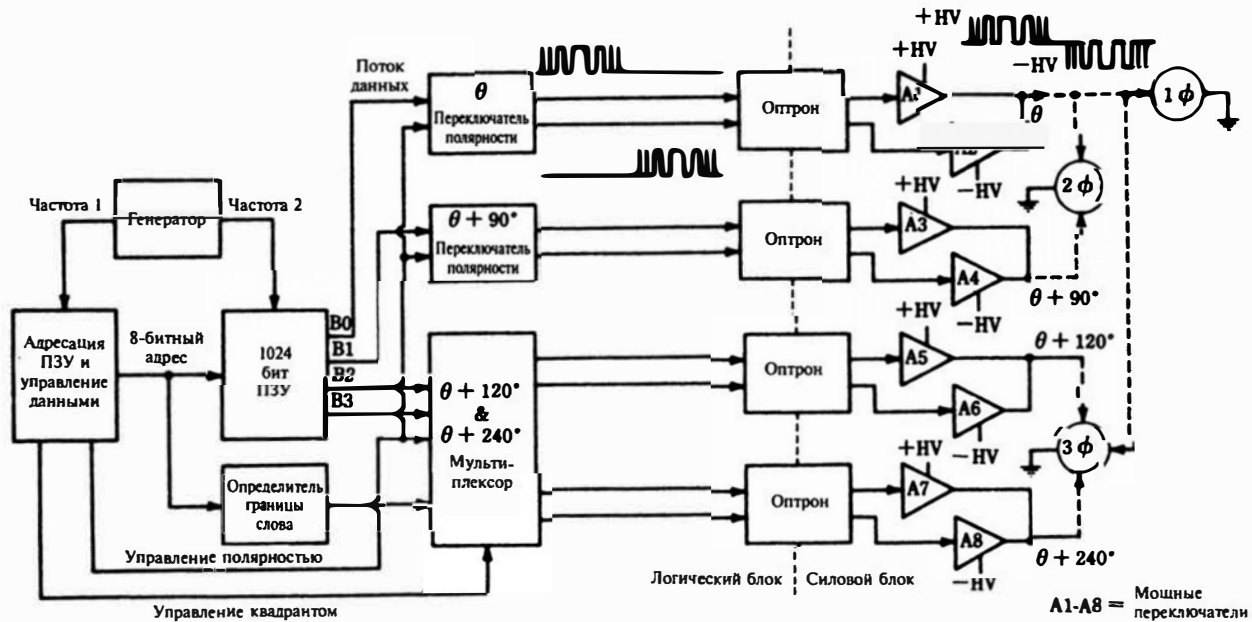 +HV
+HV
-HV
Поток
данных
θ
Переключатель
полярности
Оптрон
θ
1 ϕ
-HV
2 ϕ
Частота 1
Генератор
Частота 2
θ + 90°
Переключатель
полярности
Оптрон
+HV
A3
A4
θ + 90°
-HV
Адресация
ПЗУ и
управление
данными
8-битный
адрес
1024
бит
ПЗУ
B0
B1
B2
B3
θ + 120°
&
θ + 240°
Мульти-
плексор
Оптрон
+HV
A5
A6
θ + 120°
-HV
3 ϕ
Определитель
границы
слова
Оптрон
+HV
A7
A8
θ + 240°
-HV
Управление полярностью
Управление квадрантом
Логический блок
Силовой блок
A1-A8 = Мощные
переключатели